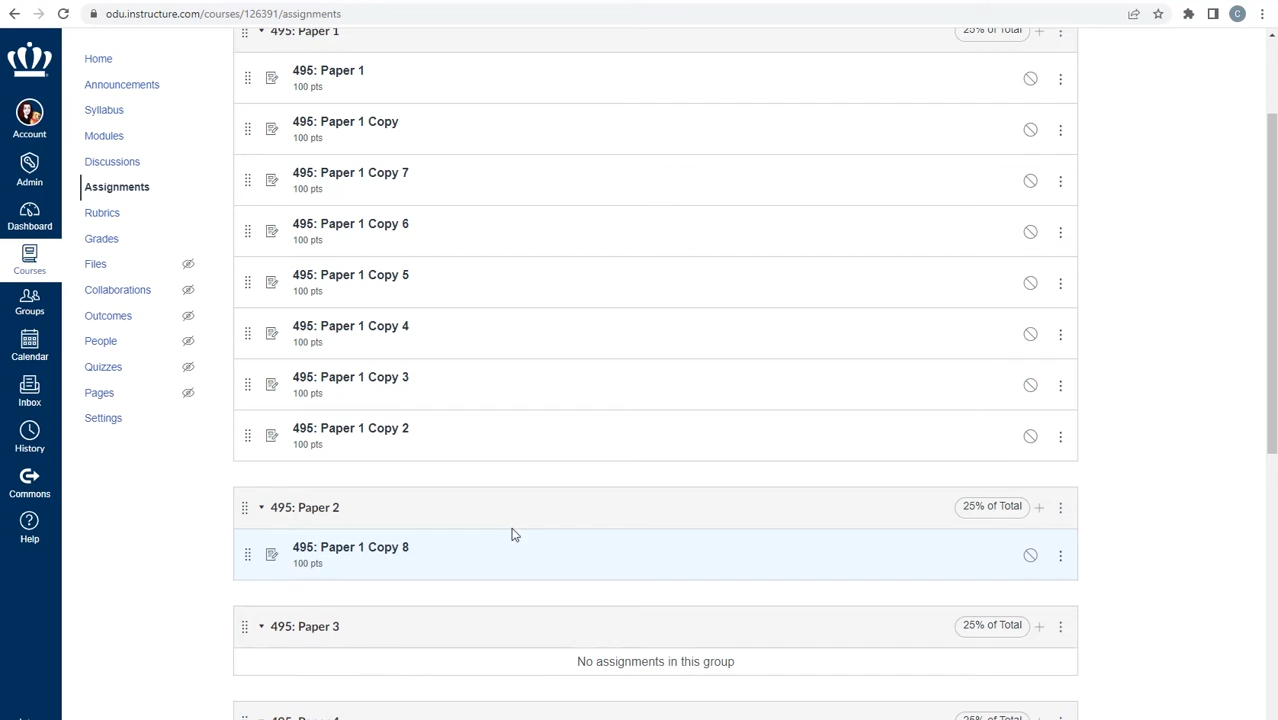 odu.instructure.com/courses/126391/assignments
C
Account
Admin
Dashboard
Courses
Groups
Calendar
Inbox
History
Commons
Help
Home
Announcements
Syllabus
Modules
Discussions
Assignments
Rubrics
Grades
Files
Collaborations
Outcomes
People
Quizzes
Pages
Settings
495: Paper 1 25% of Total
495: Paper 1
100 pts
495: Paper 1 Copy
100 pts
495: Paper 1 Copy 7
100 pts
495: Paper 1 Copy 6
100 pts
495: Paper 1 Copy 5
100 pts
495: Paper 1 Copy 4
100 pts
495: Paper 1 Copy 3
100 pts
495: Paper 1 Copy 2
100 pts
495: Paper 2 25% of Total
495: Paper 1 Copy 8
100 pts
495: Paper 3 25% of Total
No assignments in this group
495: Paper 4 25% of Total